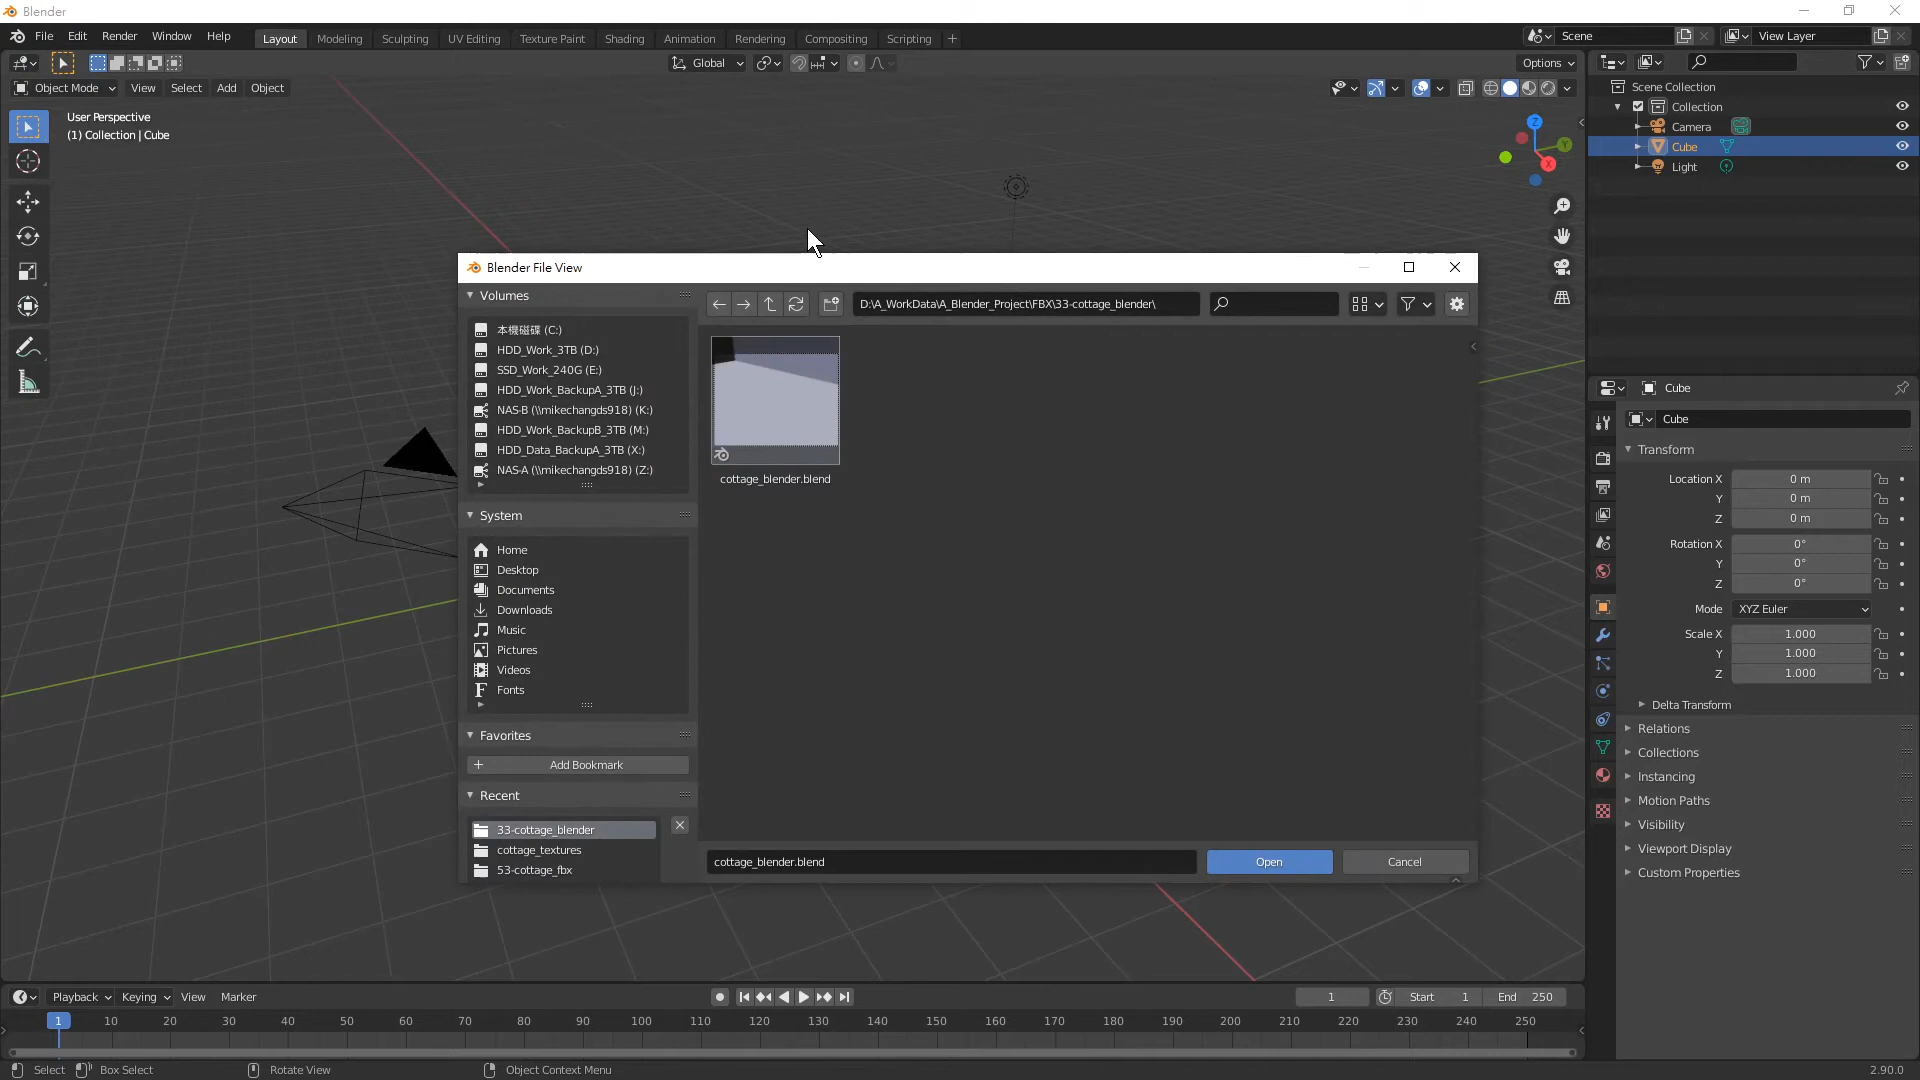 Blender
File Edit Render Window Help
Layout Modeling Sculpting UV Editing Texture Paint Shading Animation Rendering Compositing Scripting +
Scene
View Layer
Global
Options
Object Mode View Select Add Object
User Perspective
(1) Collection | Cube
Z
Y
X
Scene Collection
Collection
Camera
Cube
Light
Blender File View
Volumes
本機磁碟 (C:)
HDD_Work_3TB (D:)
SSD_Work_240G (E:)
HDD_Work_BackupA_3TB (J:)
NAS-B (\\mikechangds918) (K:)
HDD_Work_BackupB_3TB (M:)
HDD_Data_BackupA_3TB (X:)
NAS-A (\\mikechangds918) (Z:)
System
Home
Desktop
Documents
Downloads
Music
Pictures
Videos
Fonts
Favorites
Add Bookmark
Recent
33-cottage_blender
cottage_textures
53-cottage_fbx
D:\A_WorkData\A_Blender_Project\FBX\33-cottage_blender\
cottage_blender.blend
cottage_blender.blend
Open
Cancel
Cube
Cube
Transform
Location X 0 m
Y 0 m
Z 0 m
Rotation X 0°
Y 0°
Z 0°
Mode XYZ Euler
Scale X 1.000
Y 1.000
Z 1.000
Delta Transform
Relations
Collections
Instancing
Motion Paths
Visibility
Viewport Display
Custom Properties
Playback Keying View Marker
1
Start 1
End 250
1 10 20 30 40 50 60 70 80 90 100 110 120 130 140 150 160 170 180 190 200 210 220 230 240 250
Select Box Select Rotate View Object Context Menu
2.90.0